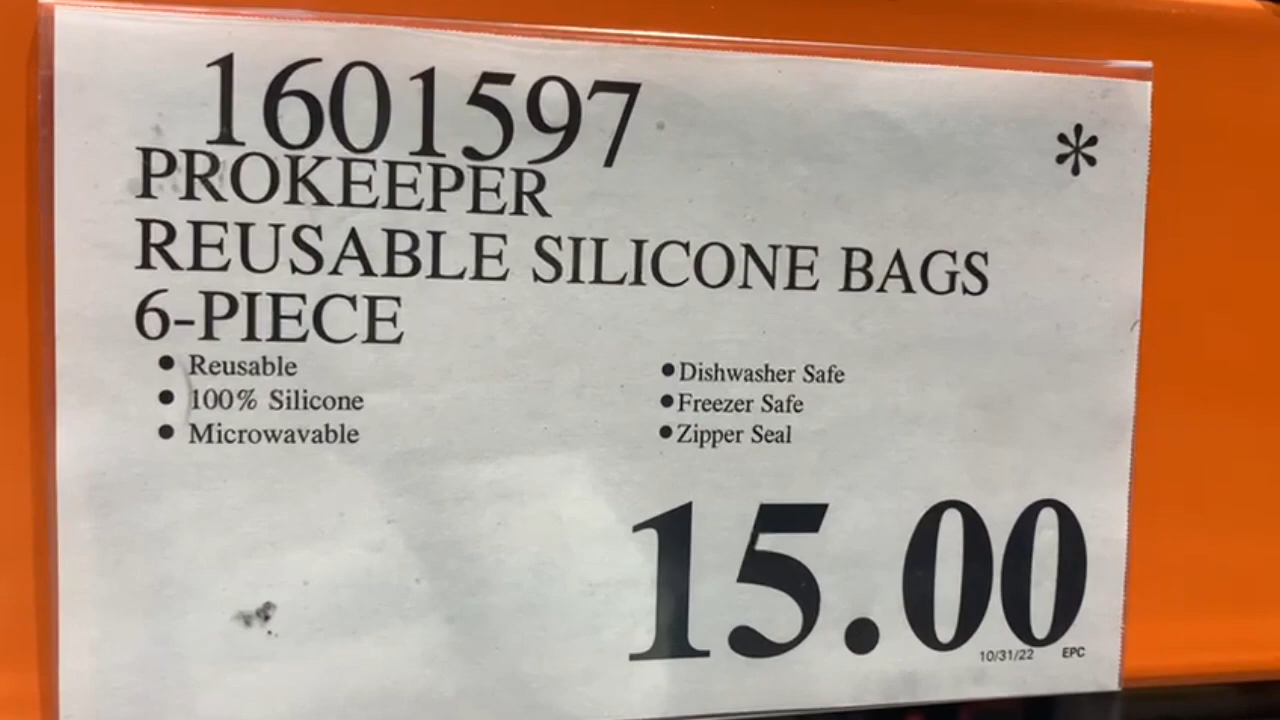 1601597
*
PROKEEPER
REUSABLE SILICONE BAGS
6-PIECE
• Reusable
• 100% Silicone
• Microwavable
• Dishwasher Safe
• Freezer Safe
• Zipper Seal
15.00
10/31/22 EPC